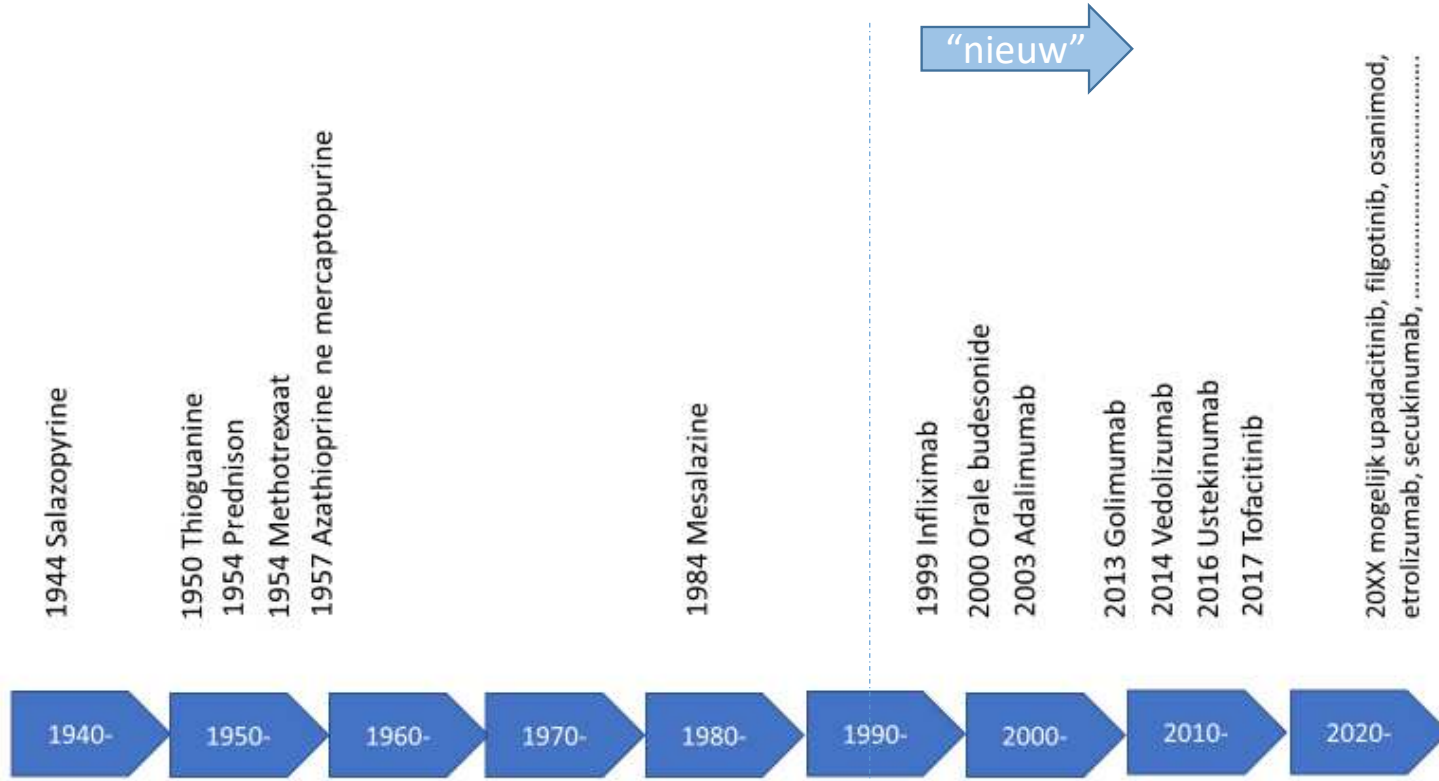 “nieuw”
1944 Salazopyrine
1950 Thioguanine
1954 Prednison
1954 Methotrexaat
1957 Azathioprine ne mercaptopurine
1984 Mesalazine
1999 Infliximab
2000 Orale budesonide
2003 Adalimumab
2013 Golimumab
2014 Vedolizumab
2016 Ustekinumab
2017 Tofacitinib
20XX mogelijk upadacitinib, filgotinib, osanimod,
etrolizumab, secukinumab, .......................................
1940-
1950-
1960-
1970-
1980-
1990-
2000-
2010-
2020-